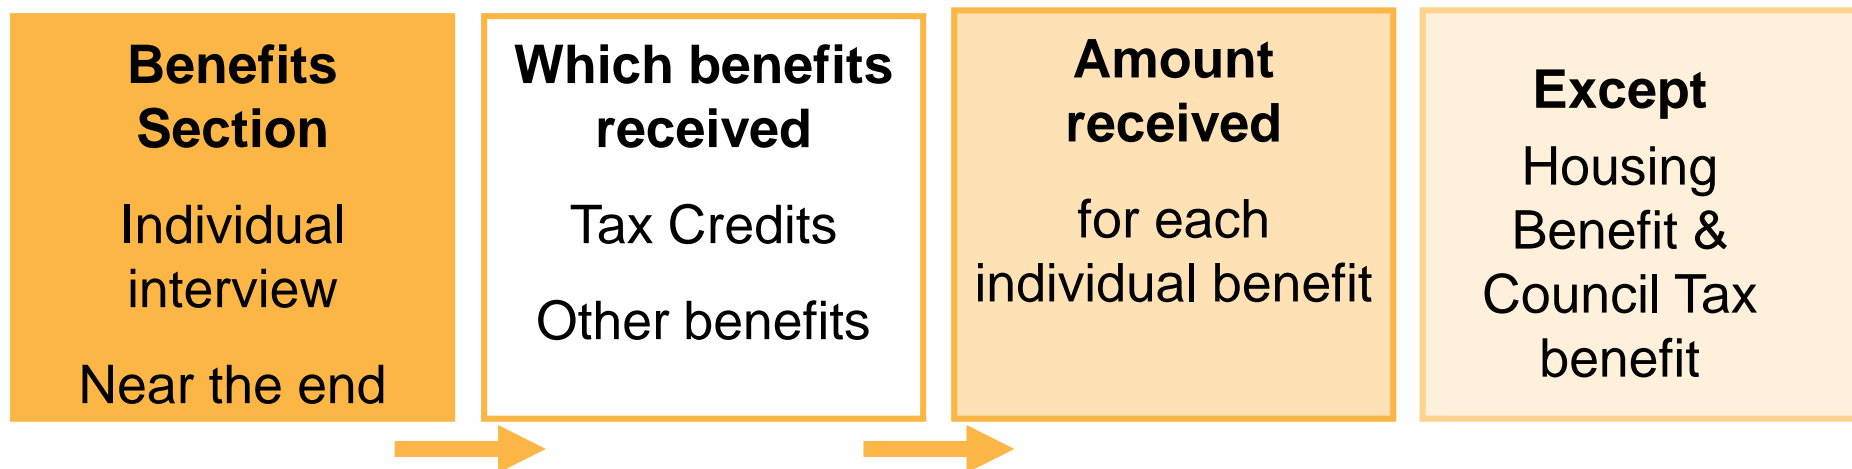 Benefits
Section
Individual
interview
Near the end
Which benefits
received
Tax Credits
Other benefits
Amount
received
for each
individual benefit
Except
Housing
Benefit &
Council Tax
benefit